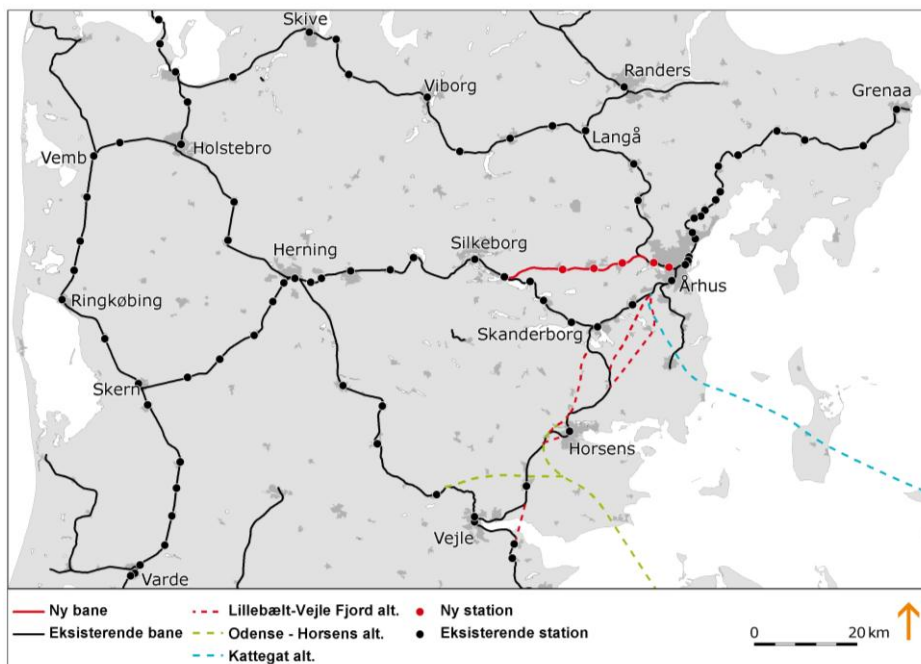 Skive
Randers
Viborg
Grenaa
Langå
Holstebro
Vemb
Herning
Silkeborg
Århus
Ringkøbing
Skanderborg
Skern
Horsens
Vejle
Varde
Ny bane
Lillebælt-Vejle Fjord alt.
Ny station
Eksisterende bane
Odense - Horsens alt.
Eksisterende station
Kattegat alt.
0 20 km